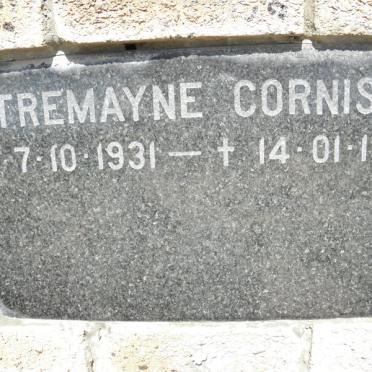 TREMAYNE CORNIS
7·10·1931 — † 14·01·1